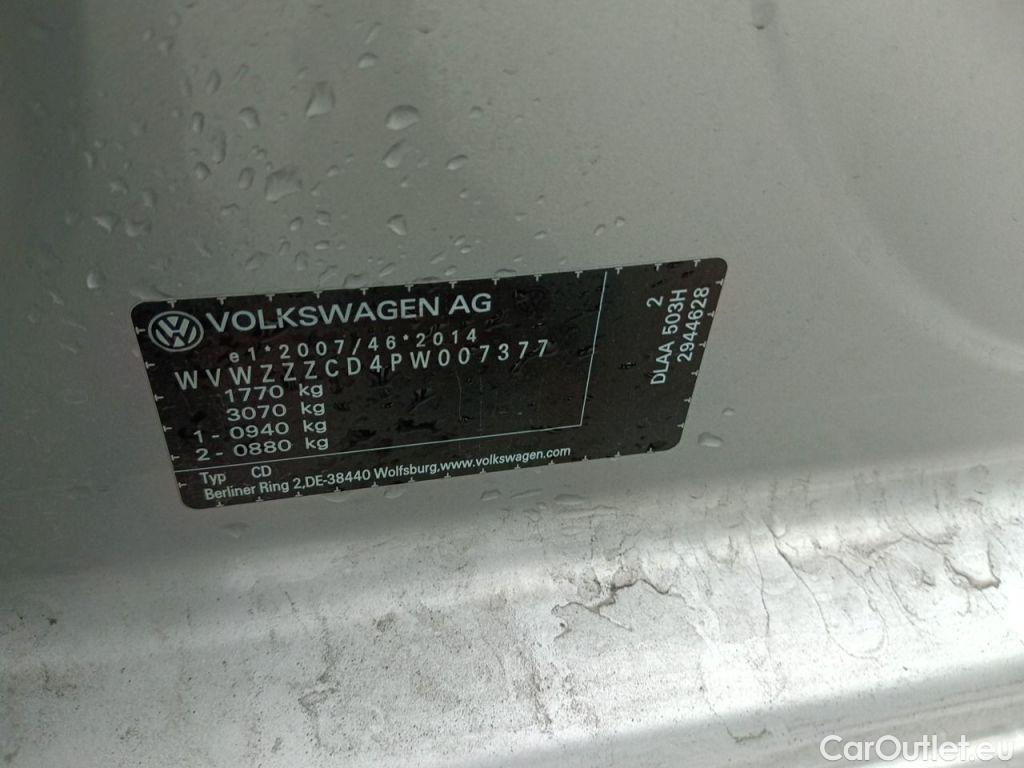 VOLKSWAGEN AG
e1*2007/46*2014
WVWZZZCD4PW007377
1770 kg
3070 kg
1 - 0940 kg
2 - 0880 kg
Typ CD
Berliner Ring 2,DE-38440 Wolfsburg,www.volkswagen.com
2
DLAA 503H
2944628
CarOutlet.eu